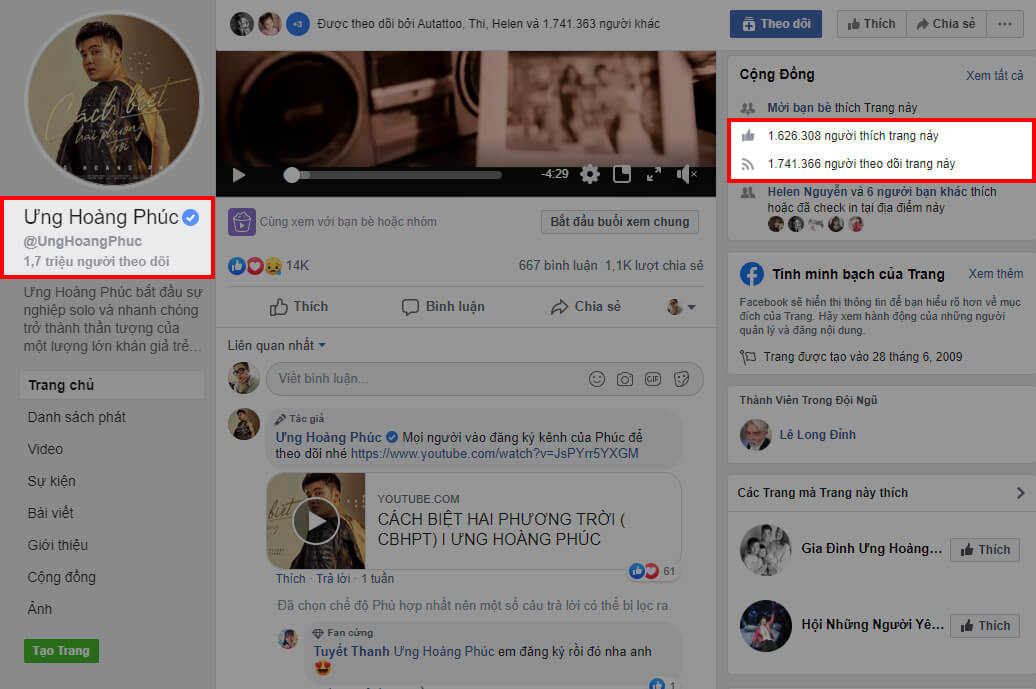 Cách biệt
hai phương trời
Ưng Hoàng Phúc
@UngHoangPhuc
1,7 triệu người theo dõi
Ưng Hoàng Phúc bắt đầu sự
nghiệp solo và nhanh chóng
trở thành thần tượng của
một lượng lớn khán giả trẻ...
Trang chủ
Danh sách phát
Video
Sự kiện
Bài viết
Giới thiệu
Cộng đồng
Ảnh
Tạo Trang
+3 Được theo dõi bởi Autattoo, Thi, Helen và 1.741.363 người khác
Theo dõi
Thích
Chia sẻ
-4:29
Cùng xem với bạn bè hoặc nhóm
Bắt đầu buổi xem chung
14K
667 bình luận 1,1K lượt chia sẻ
Thích
Bình luận
Chia sẻ
Liên quan nhất
Viết bình luận...
GIF
Tác giả
Ưng Hoàng Phúc Mọi người vào đăng ký kênh của Phúc để
theo dõi nhé https://www.youtube.com/watch?v=JsPYrr5YXGM
YOUTUBE.COM
CÁCH BIỆT HAI PHƯƠNG TRỜI (
CBHPT) l ƯNG HOÀNG PHÚC
61
Thích · Trả lời · 1 tuần
Đã chọn chế độ Phù hợp nhất nên một số câu trả lời có thể bị lọc ra.
Fan cứng
Tuyết Thanh Ưng Hoàng Phúc em đăng ký rồi đó nha anh
1
Cộng Đồng
Xem tất cả
Mời bạn bè thích Trang này
1.626.308 người thích trang này
1.741.366 người theo dõi trang này
Helen Nguyễn và 6 người bạn khác thích
hoặc đã check in tại địa điểm này
Tính minh bạch của Trang
Xem thêm
Facebook sẽ hiển thị thông tin để bạn hiểu rõ hơn về mục
đích của Trang. Hãy xem hành động của những người
quản lý và đăng nội dung.
Trang được tạo vào 28 tháng 6, 2009
Thành Viên Trong Đội Ngũ
Lê Long Đỉnh
Các Trang mà Trang này thích
Gia Đình Ưng Hoàng...
Thích
Hội Những Người Yê...
Thích